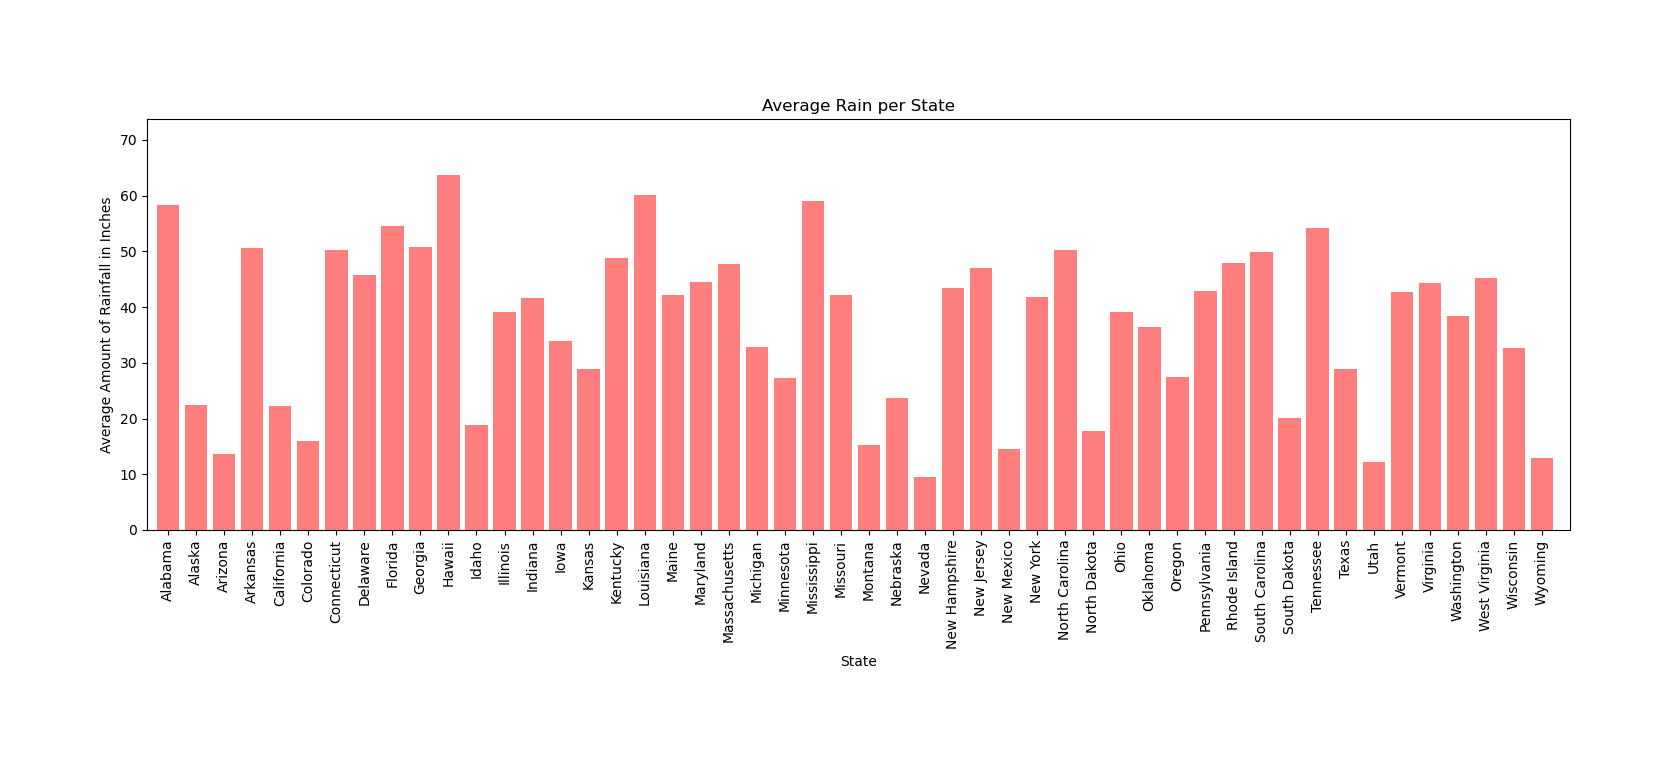 Average Rain per State
Average Amount of Rainfall in Inches
70
60
50
40
30
20
10
0
Alabama
Alaska
Arizona
Arkansas
California
Colorado
Connecticut
Delaware
Florida
Georgia
Hawaii
Idaho
Illinois
Indiana
Iowa
Kansas
Kentucky
Louisiana
Maine
Maryland
Massachusetts
Michigan
Minnesota
Mississippi
Missouri
Montana
Nebraska
Nevada
New Hampshire
New Jersey
New Mexico
New York
North Carolina
North Dakota
Ohio
Oklahoma
Oregon
Pennsylvania
Rhode Island
South Carolina
South Dakota
Tennessee
Texas
Utah
Vermont
Virginia
Washington
West Virginia
Wisconsin
Wyoming
State